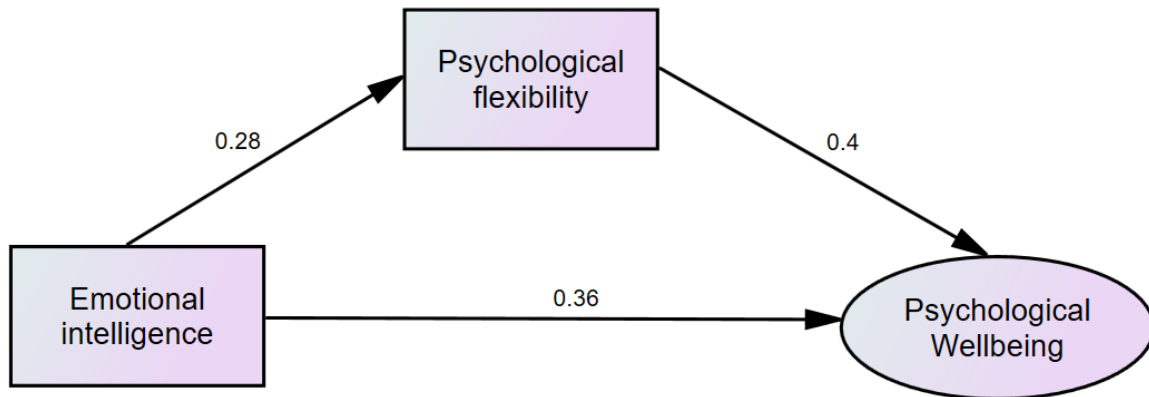 Psychological
flexibility
0.28
0.4
Emotional
intelligence
0.36
Psychological
Wellbeing